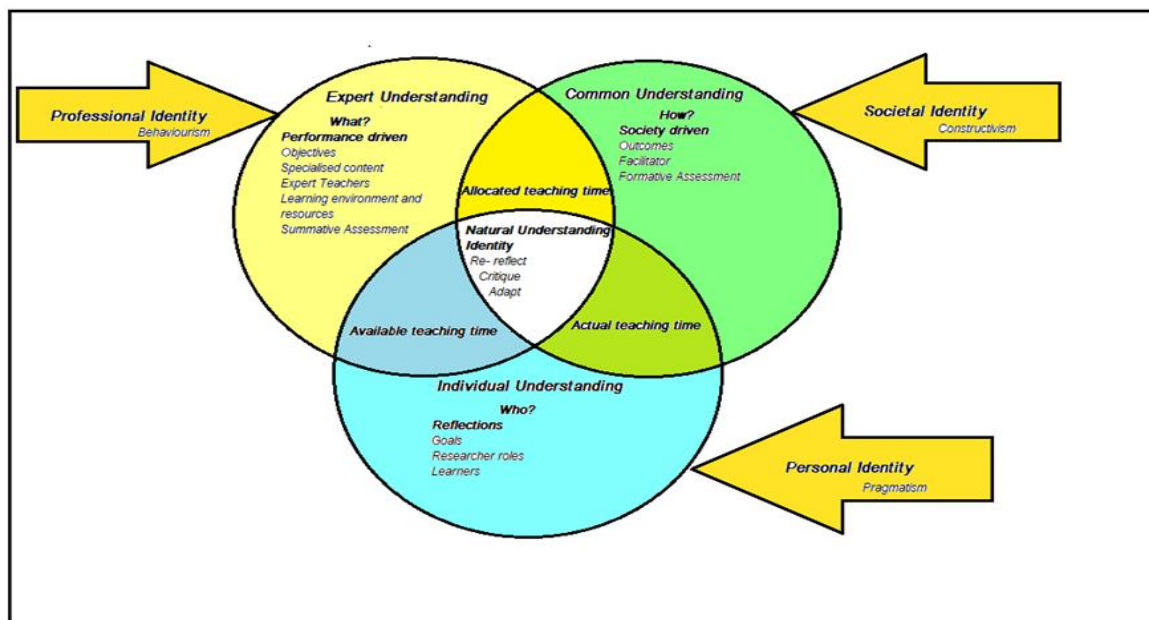 Professional Identity
Behaviourism
Expert Understanding
What?
Performance driven
Objectives
Specialised content
Expert Teachers
Learning environment and
resources
Summative Assessment
Common Understanding
How?
Society driven
Outcomes
Facilitator
Formative Assessment
Societal Identity
Constructivism
Allocated teaching time
Natural Understanding
Identity
Re- reflect
Critique
Adapt
Available teaching time
Actual teaching time
Individual Understanding
Who?
Reflections
Goals
Researcher roles
Learners
Personal Identity
Pragmatism